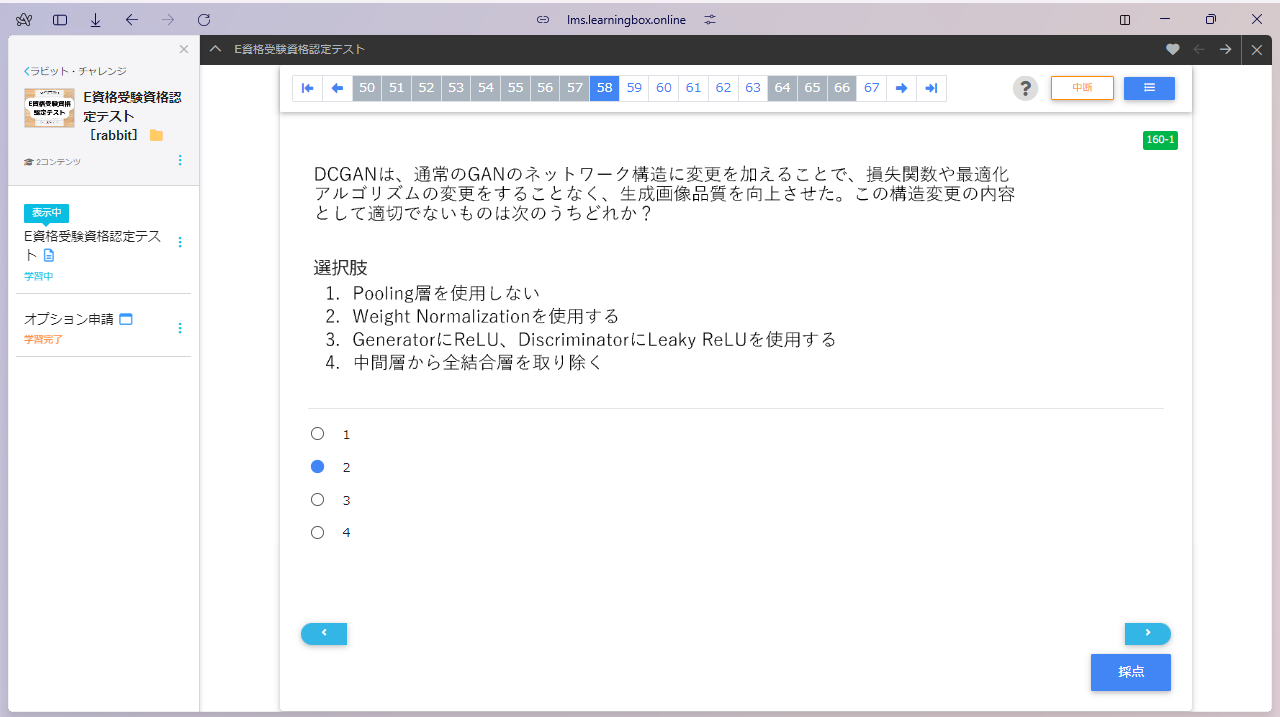 lms.learningbox.online
E資格受験資格認定テスト
ラビット・チャレンジ
E資格受験資格認定テスト
E資格受験資格認
定テスト
［rabbit］
2コンテンツ
表示中
E資格受験資格認定テス
ト
学習中
オプション申請
学習完了
50 51 52 53 54 55 56 57 58 59 60 61 62 63 64 65 66 67
?
中断
160-1
DCGANは、通常のGANのネットワーク構造に変更を加えることで、損失関数や最適化
アルゴリズムの変更をすることなく、生成画像品質を向上させた。この構造変更の内容
として適切でないものは次のうちどれか？
選択肢
1. Pooling層を使用しない
2. Weight Normalizationを使用する
3. GeneratorにReLU、DiscriminatorにLeaky ReLUを使用する
4. 中間層から全結合層を取り除く
1
2
3
4
採点